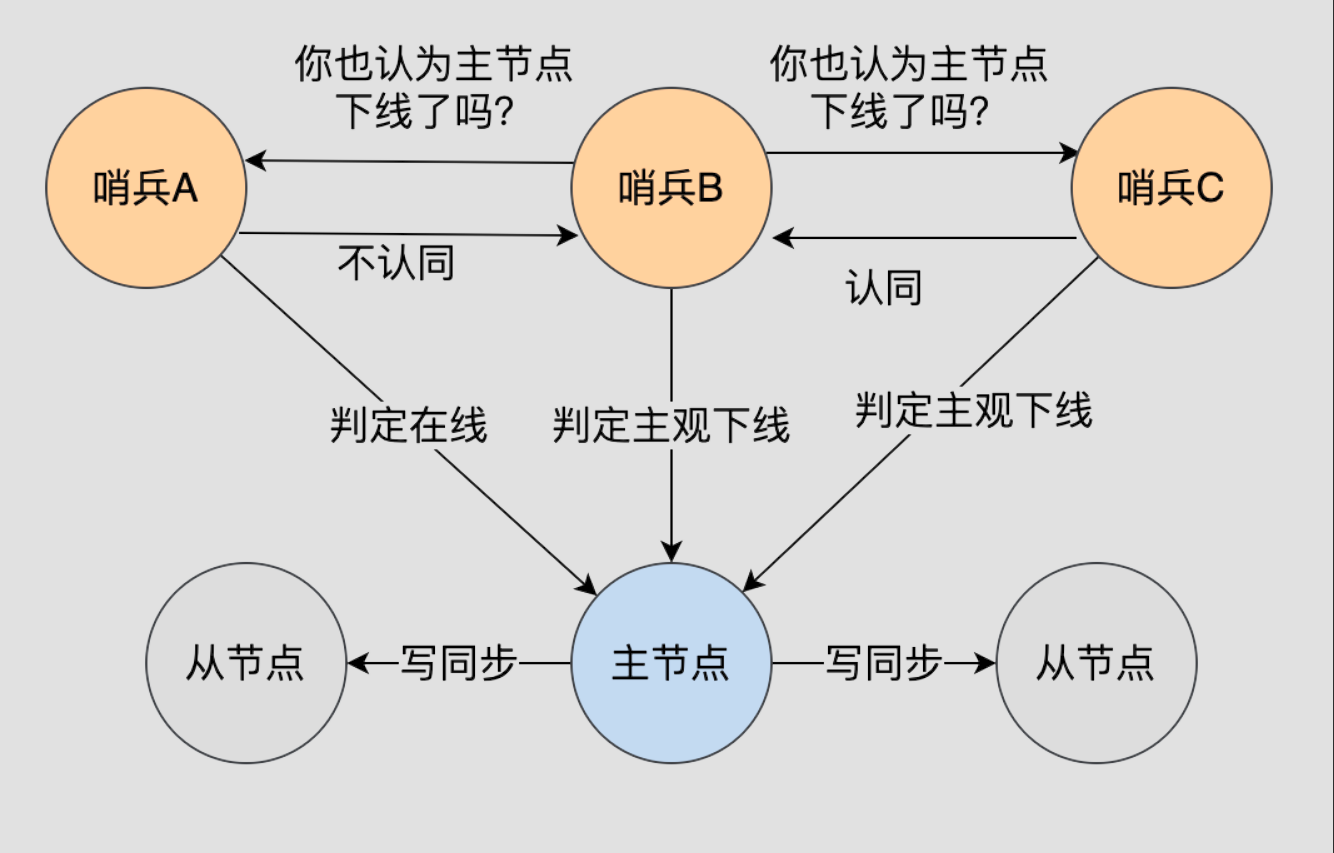 你也认为主节点
下线了吗？
你也认为主节点
下线了吗？
哨兵A
哨兵B
哨兵C
不认同
认同
判定在线
判定主观下线
判定主观下线
从节点
写同步
主节点
写同步
从节点